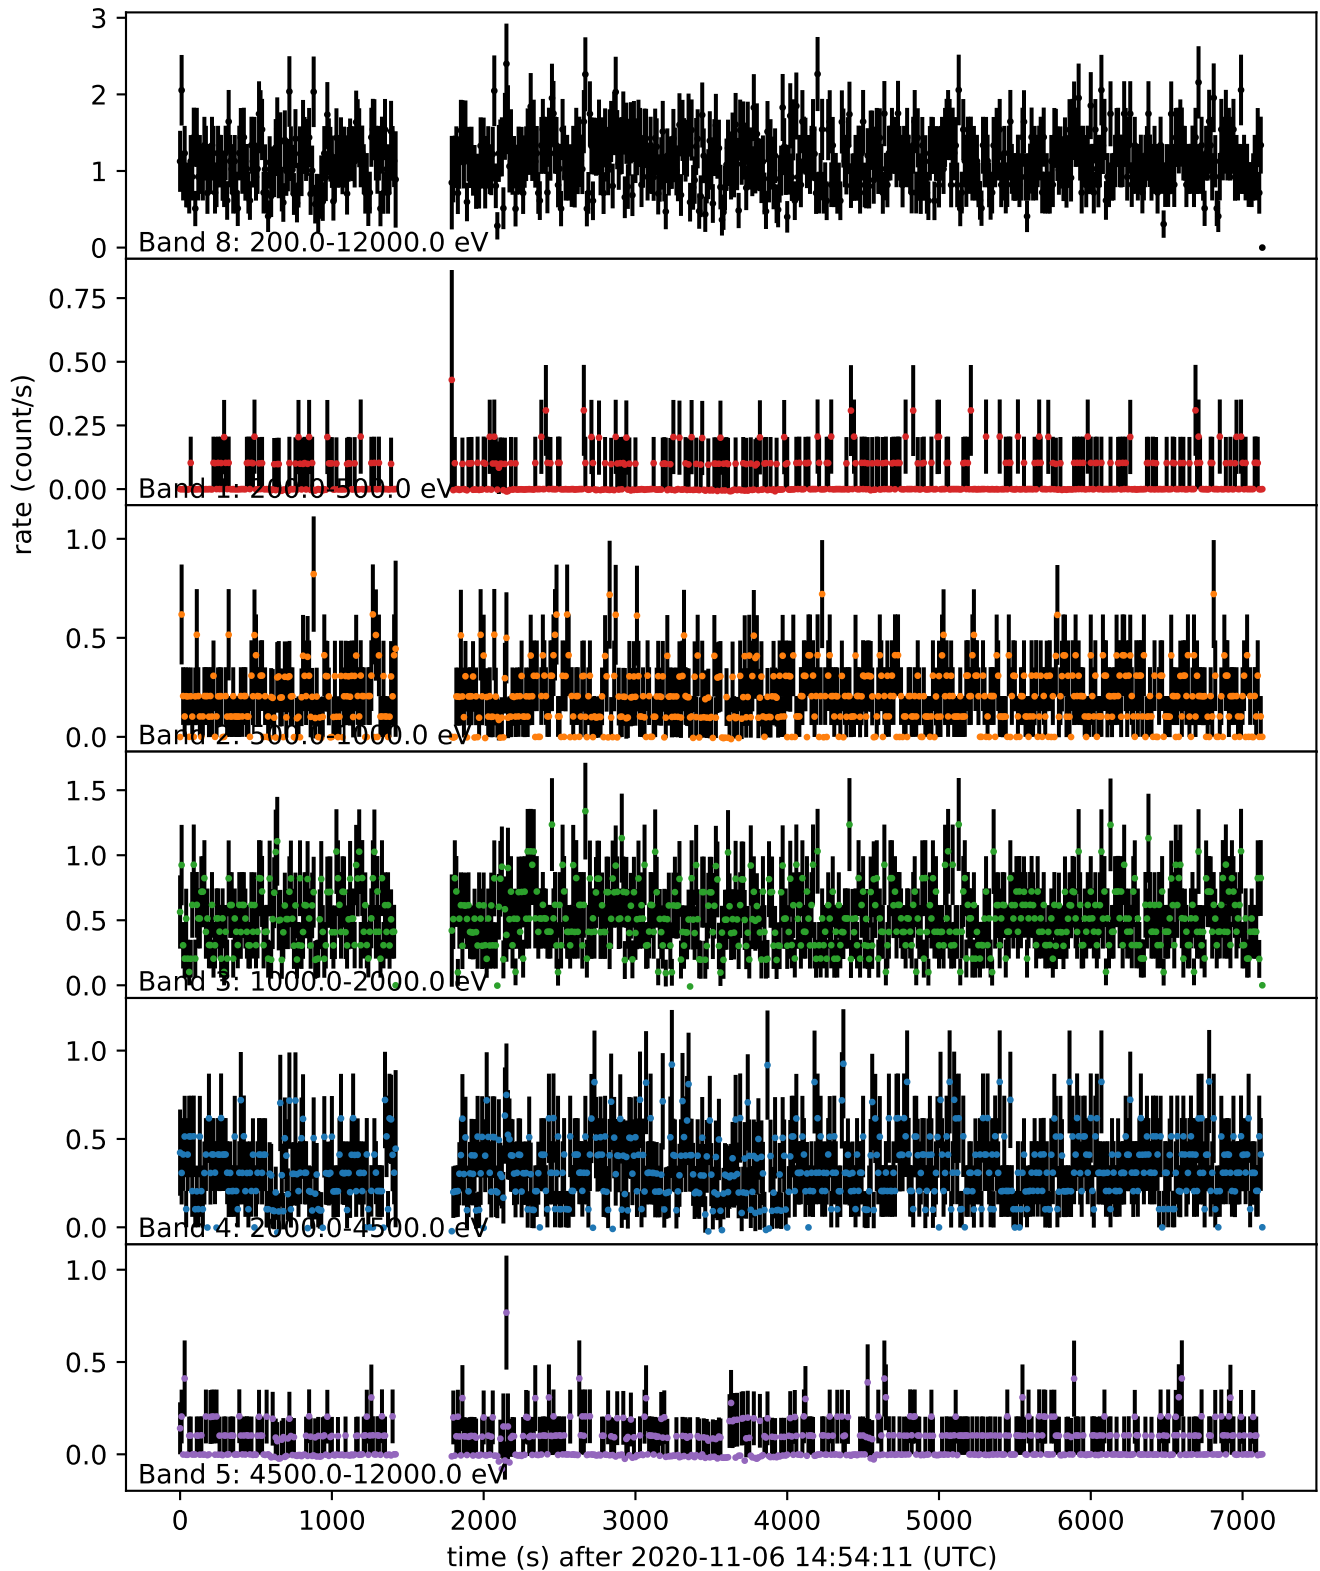 3
2
1
0
Band 8: 200.0-12000.0 eV
0.75
0.50
0.25
0.00
Band 1: 200.0-500.0 eV
rate (count/s)
1.0
0.5
0.0
Band 2: 500.0-1000.0 eV
1.5
1.0
0.5
0.0
Band 3: 1000.0-2000.0 eV
1.0
0.5
0.0
Band 4: 2000.0-4500.0 eV
1.0
0.5
0.0
Band 5: 4500.0-12000.0 eV
0 1000 2000 3000 4000 5000 6000 7000
time (s) after 2020-11-06 14:54:11 (UTC)